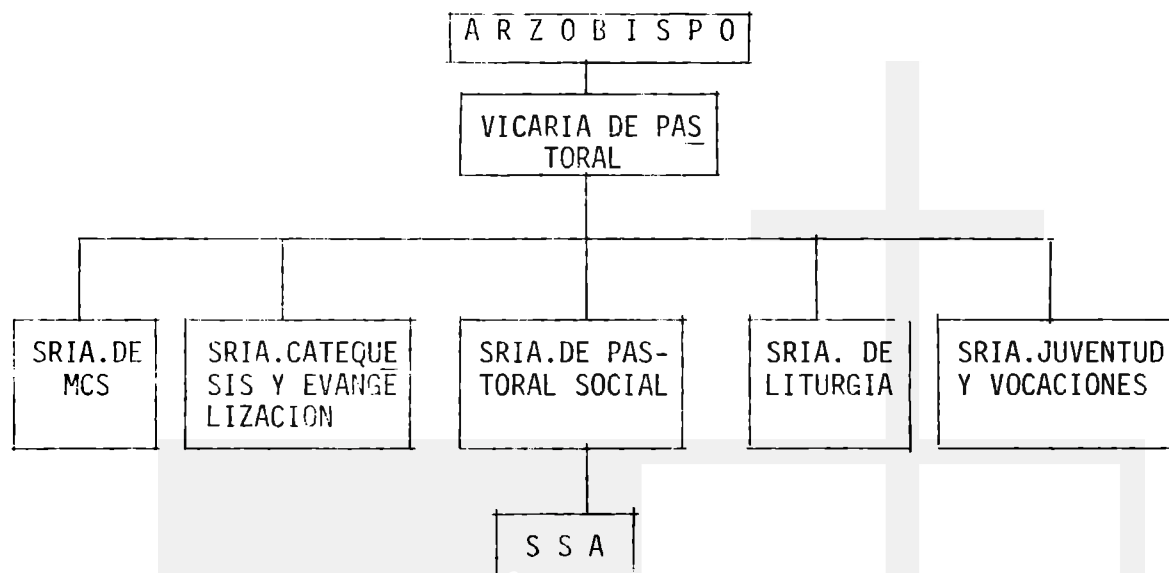 A R Z O B I S P O
VICARIA DE PAS
TORAL
SRIA.DE
MCS
SRIA.CATEQUE
SIS Y EVANGE
LIZACION
SRIA.DE PAS-
TORAL SOCIAL
SRIA. DE
LITURGIA
SRIA.JUVENTUD
Y VOCACIONES
S S A